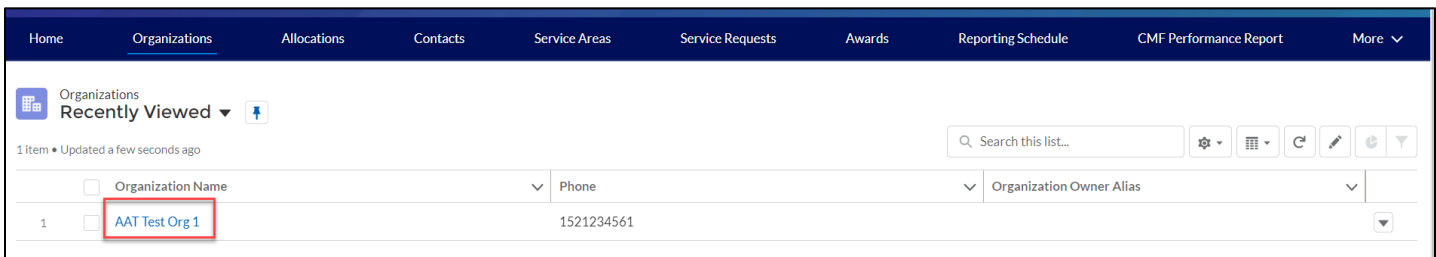 Home Organizations Allocations Contacts Service Areas Service Requests Awards Reporting Schedule CMF Performance Report More
Organizations
Recently Viewed
1 item • Updated a few seconds ago
Search this list...
Organization Name Phone Organization Owner Alias
1 AAT Test Org 1 1521234561